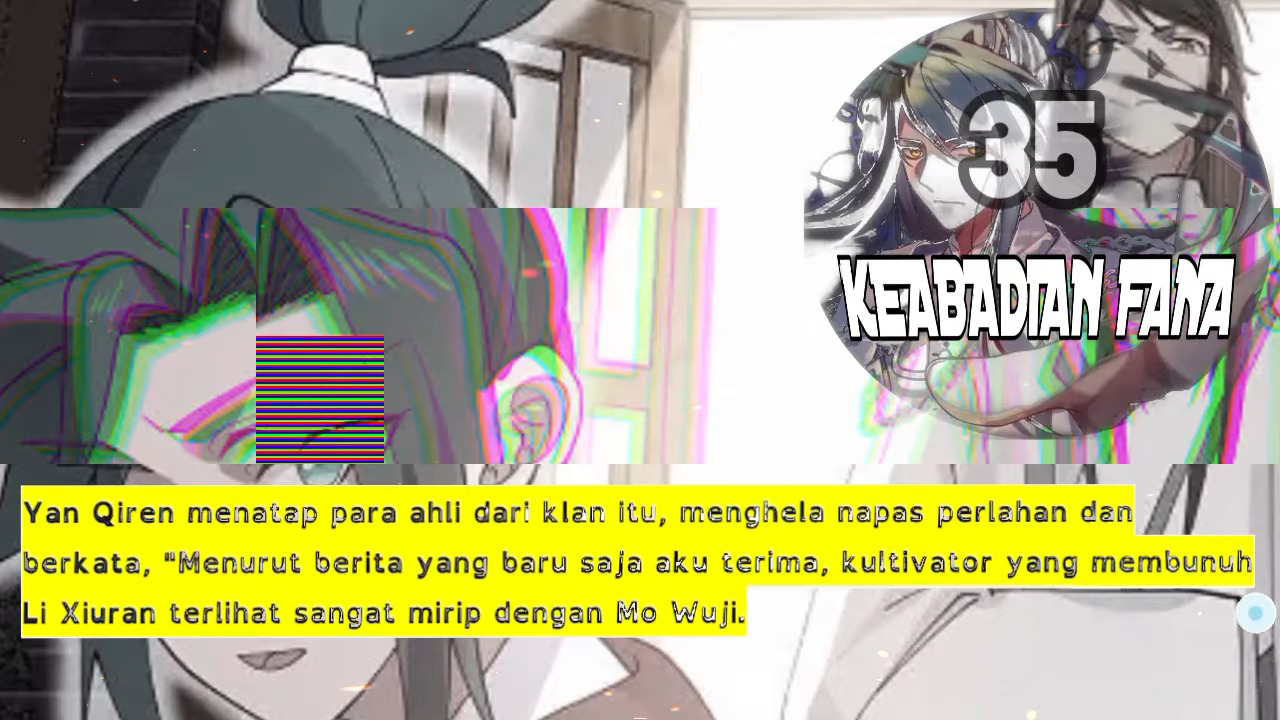 35
KEABADIAN FANA
Yan Qiren menatap para ahli dari klan itu, menghela napas perlahan dan
berkata, "Menurut berita yang baru saja aku terima, kultivator yang membunuh
Li Xiuran terlihat sangat mirip dengan Mo Wuji.